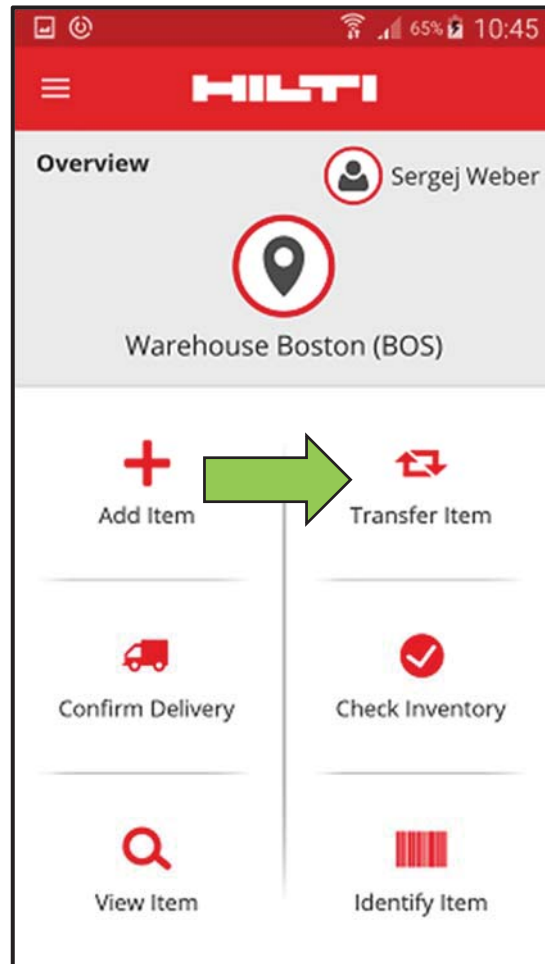 65% 10:45
HILTI
Overview
Sergej Weber
Warehouse Boston (BOS)
Add Item
Transfer Item
Confirm Delivery
Check Inventory
View Item
Identify Item